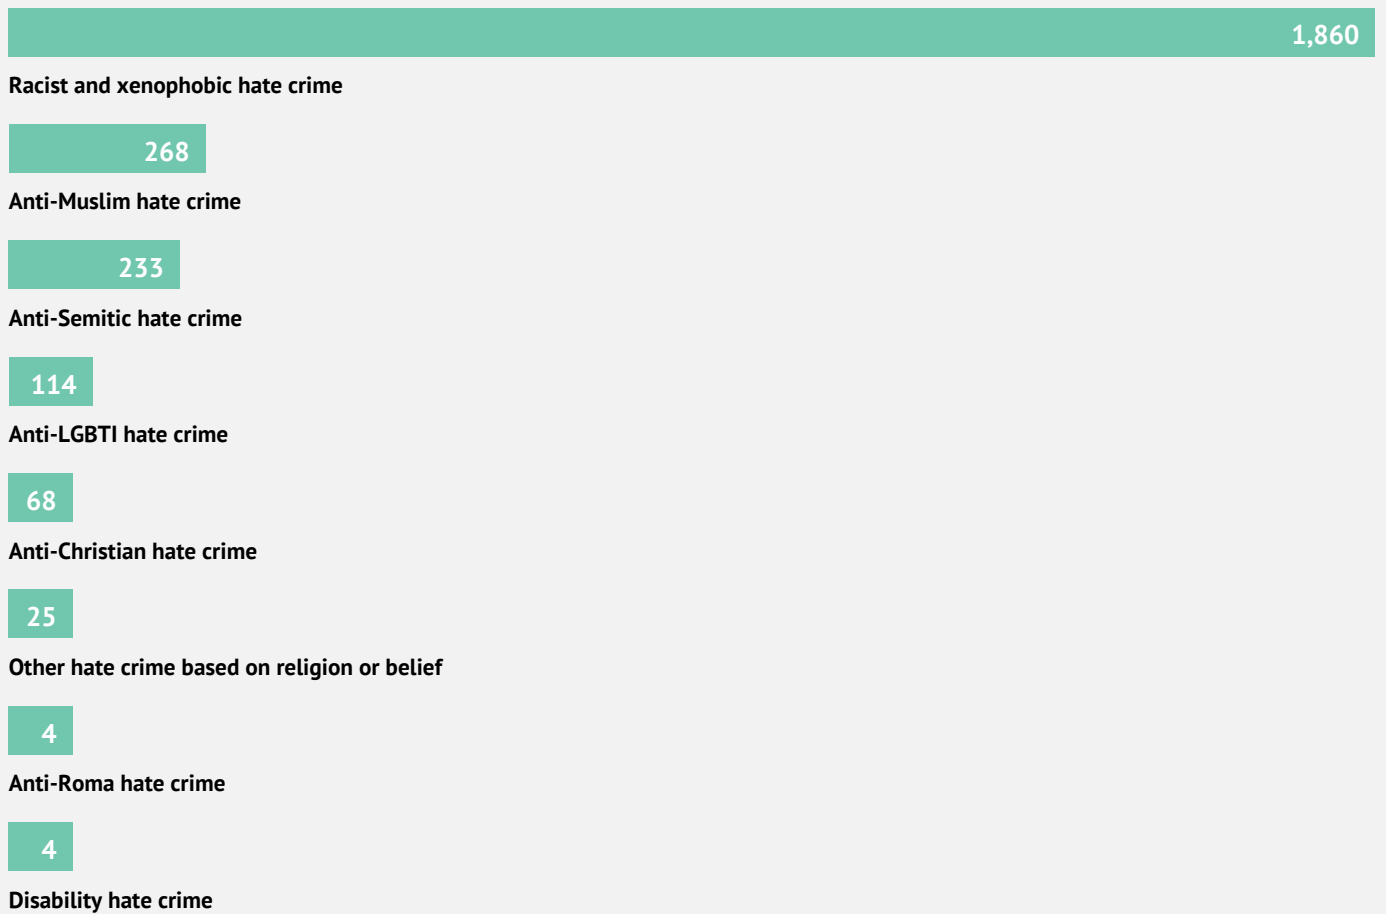 1,860
Racist and xenophobic hate crime
268
Anti-Muslim hate crime
233
Anti-Semitic hate crime
114
Anti-LGBTI hate crime
68
Anti-Christian hate crime
25
Other hate crime based on religion or belief
4
Anti-Roma hate crime
4
Disability hate crime